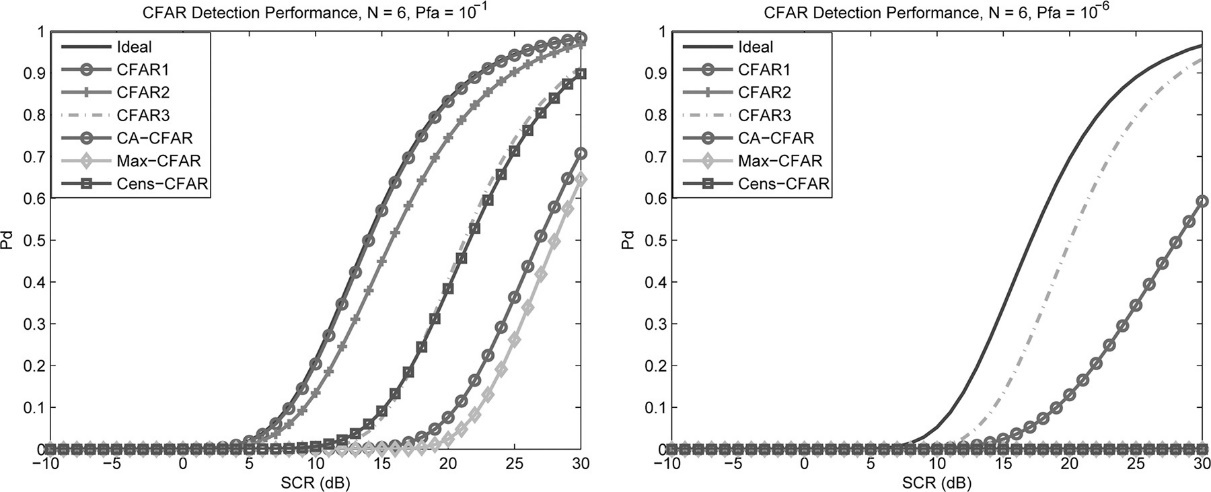 CFAR Detection Performance, N = 6, Pfa = 10⁻¹
1
0.9
0.8
0.7
0.6
0.5
0.4
0.3
0.2
0.1
0
Pd
Ideal
CFAR1
CFAR2
CFAR3
CA−CFAR
Max−CFAR
Cens−CFAR
−10 −5 0 5 10 15 20 25 30
SCR (dB)
CFAR Detection Performance, N = 6, Pfa = 10⁻⁶
1
0.9
0.8
0.7
0.6
0.5
0.4
0.3
0.2
0.1
0
Pd
Ideal
CFAR1
CFAR2
CFAR3
CA−CFAR
Max−CFAR
Cens−CFAR
−10 −5 0 5 10 15 20 25 30
SCR (dB)